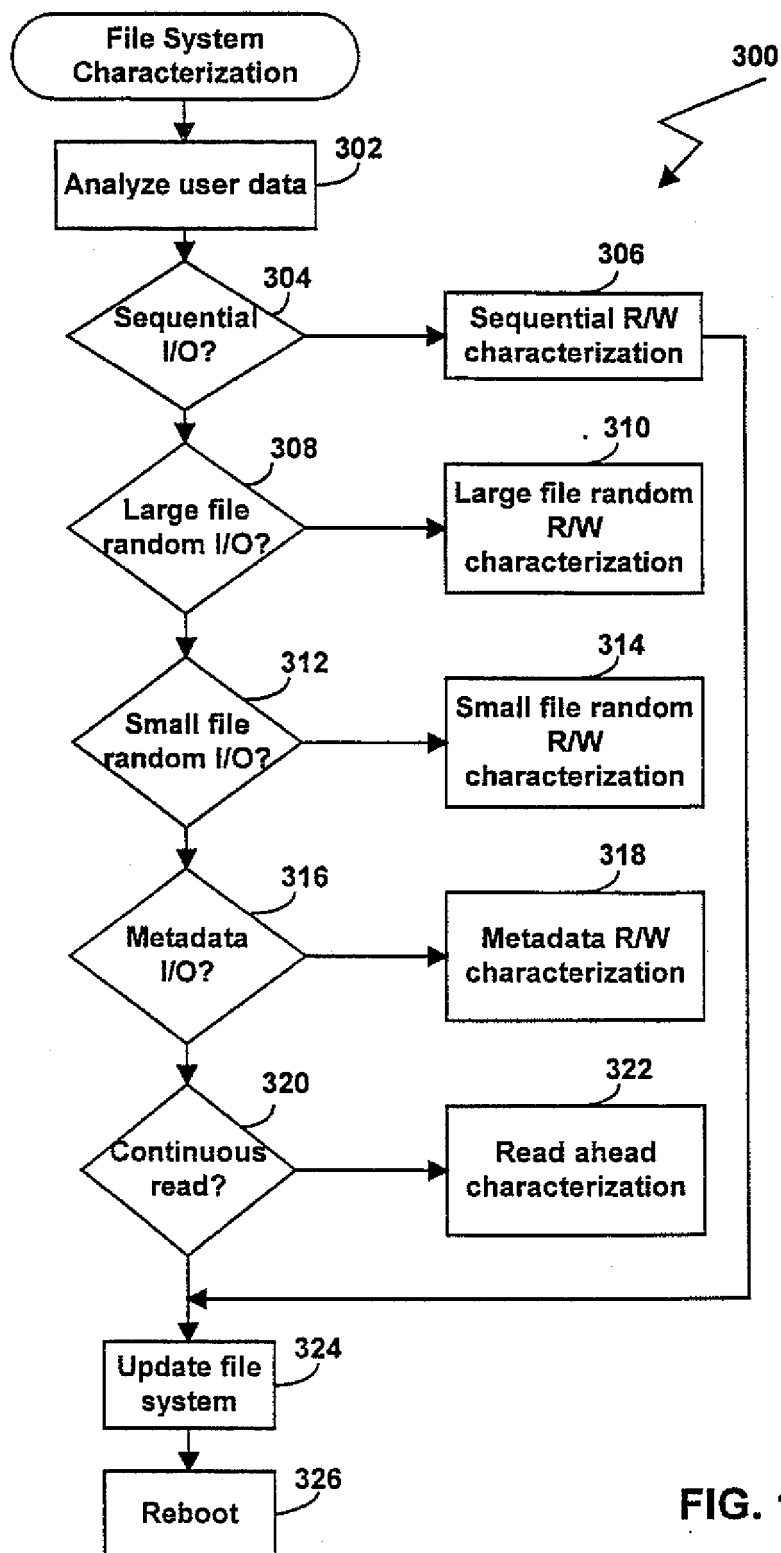 File System
Characterization
300
302
Analyze user data
304
Sequential
I/O?
306
Sequential R/W
characterization
308
Large file
random I/O?
310
Large file random
R/W
characterization
312
Small file
random I/O?
314
Small file random
R/W
characterization
316
Metadata
I/O?
318
Metadata R/W
characterization
320
Continuous
read?
322
Read ahead
characterization
324
Update file
system
326
Reboot
FIG.